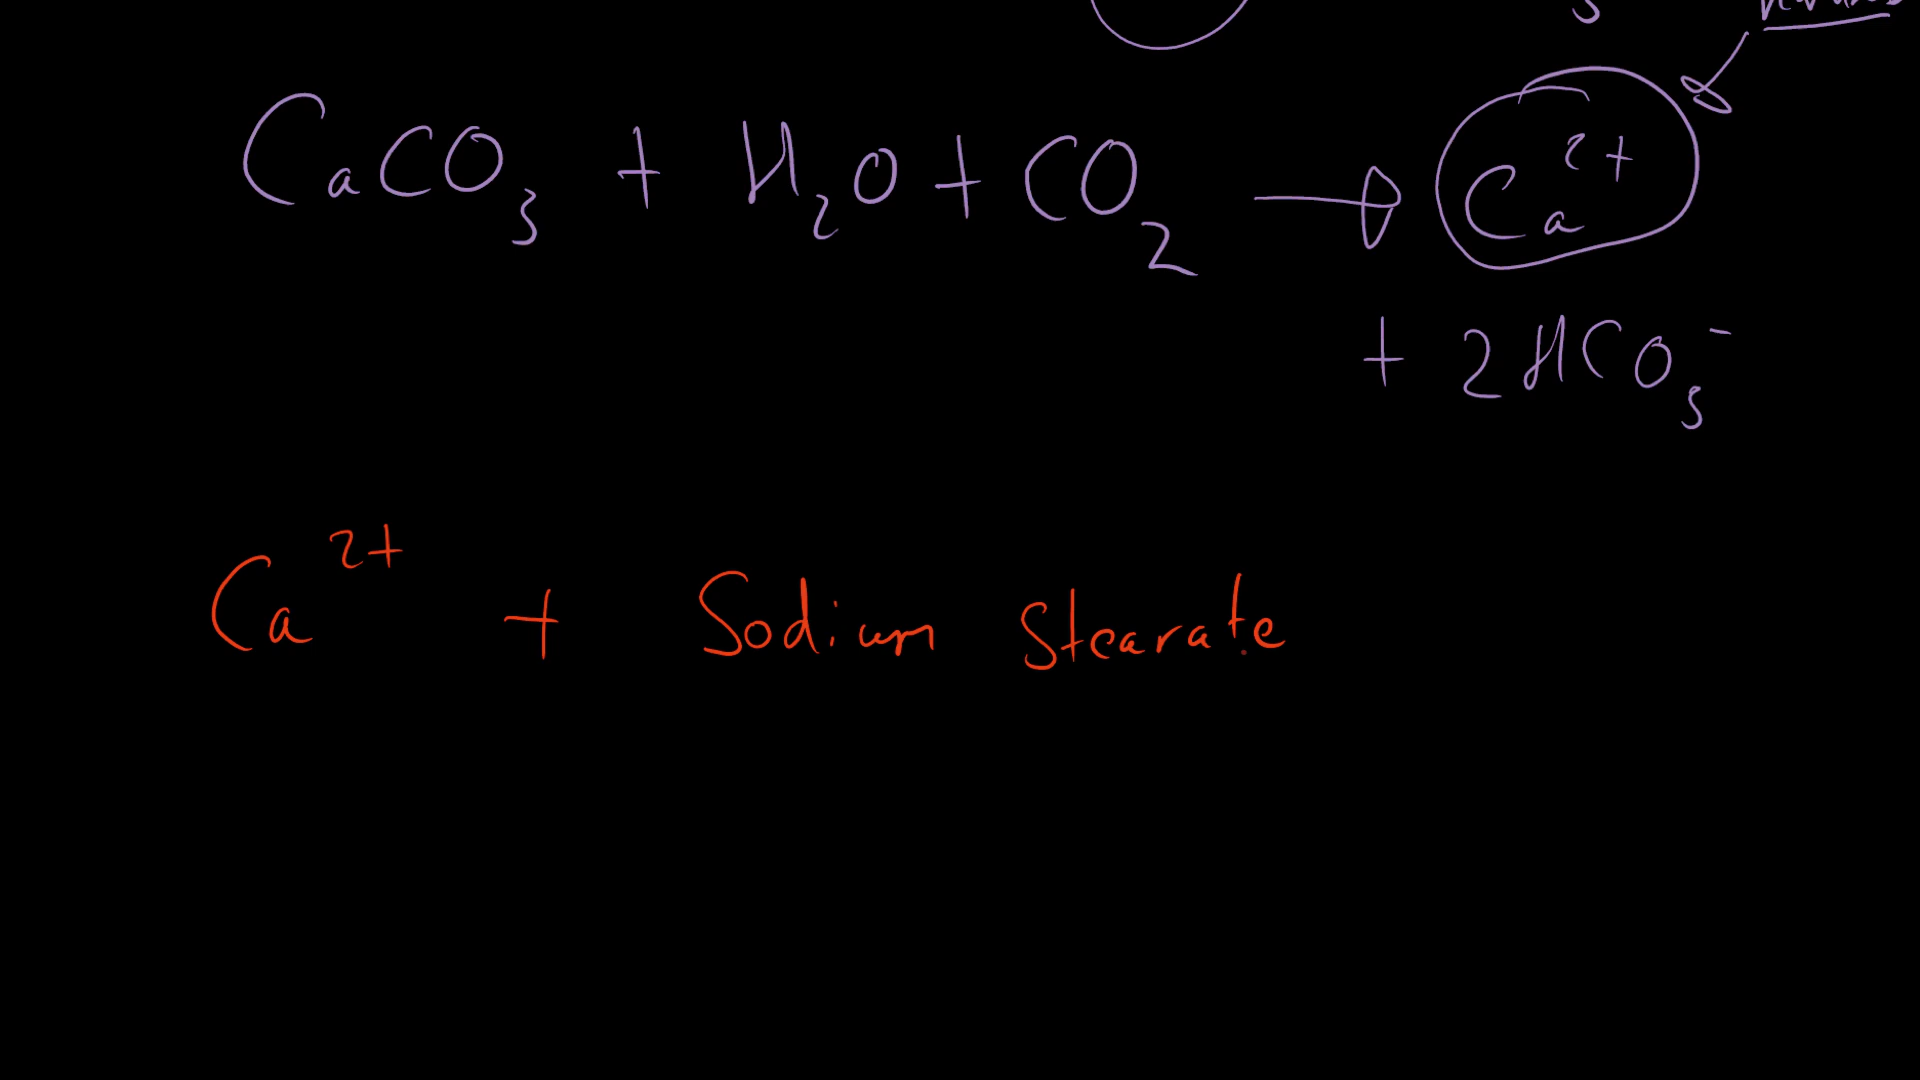 CaCO₃ + H₂O + CO₂ → Ca²⁺
+ 2HCO₃⁻
Ca²⁺ + Sodium Stearate